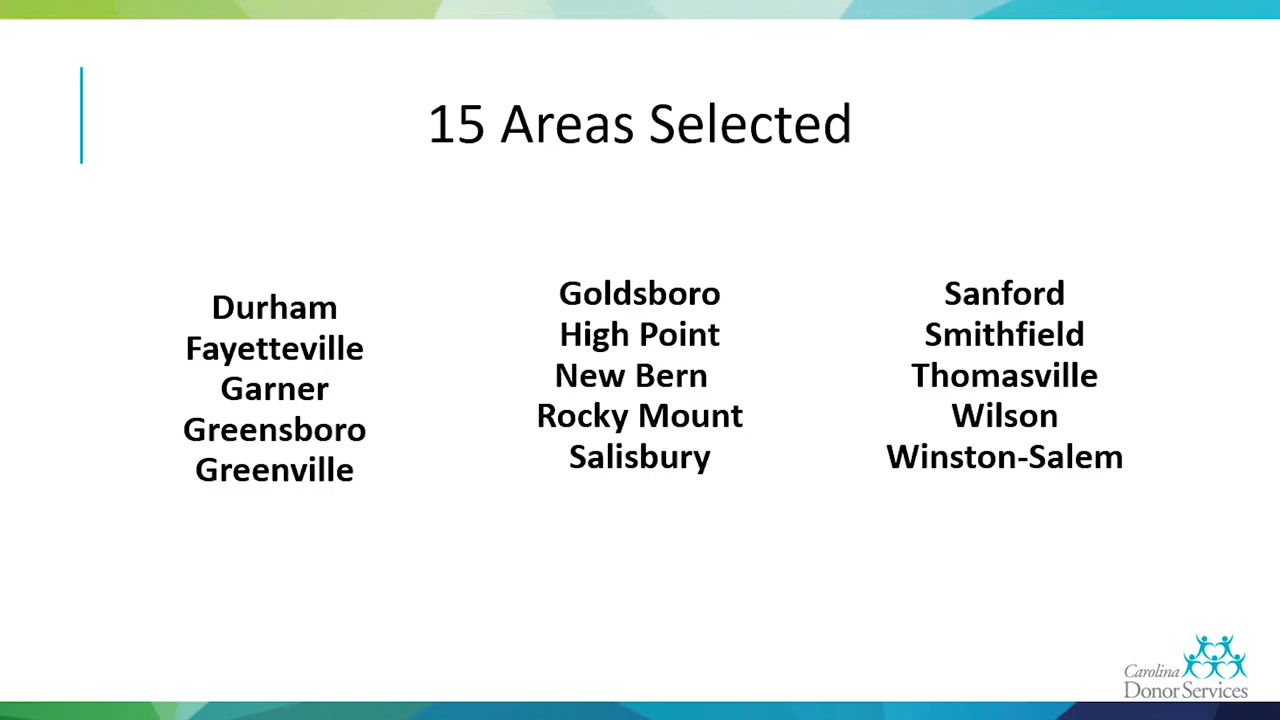 15 Areas Selected
Durham
Fayetteville
Garner
Greensboro
Greenville
Goldsboro
High Point
New Bern
Rocky Mount
Salisbury
Sanford
Smithfield
Thomasville
Wilson
Winston-Salem
Carolina
Donor Services